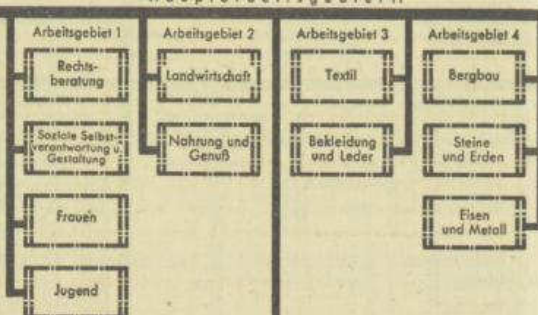 Arbeitsgebiet 1
Rechts-
beratung
Soziale Selbst-
verantwortung u.
Gestaltung
Frauen
Jugend
Arbeitsgebiet 2
Landwirtschaft
Nahrung und
Genuß
Arbeitsgebiet 3
Textil
Bekleidung
und Leder
Arbeitsgebiet 4
Bergbau
Steine
und Erden
Eisen
und Metall